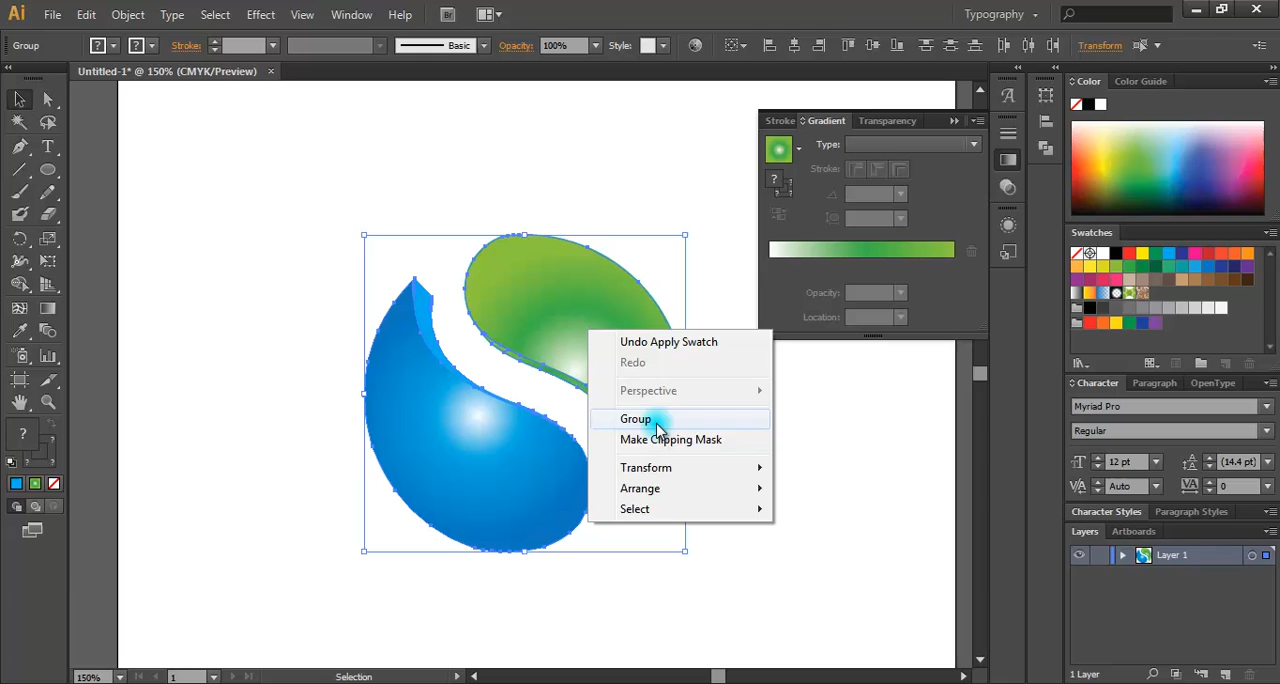 Ai File Edit Object Type Select Effect View Window Help Br Typography
Group Stroke: Basic Opacity: 100% Style: Transform
Untitled-1* @ 150% (CMYK/Preview) ×
Color Color Guide
Stroke Gradient Transparency
Type:
Stroke:
Opacity:
Location:
Swatches
Undo Apply Swatch
Redo
Perspective
Group
Make Clipping Mask
Transform
Arrange
Select
Character Paragraph OpenType
Myriad Pro
Regular
12 pt (14.4 pt)
Auto 0
Character Styles Paragraph Styles
Layers Artboards
Layer 1
1 Layer
150% 1 Selection